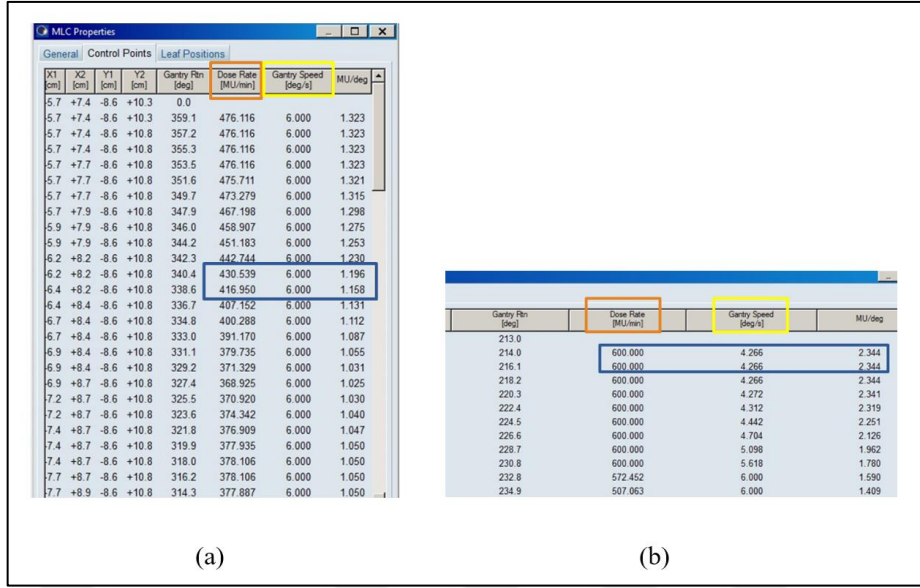 MLC Properties
General Control Points Leaf Positions
X1 [cm] X2 [cm] Y1 [cm] Y2 [cm] Gantry Rtn [deg] Dose Rate [MU/min] Gantry Speed [deg/s] MU/deg
-5.7 +7.4 -8.6 +10.3 0.0
-5.7 +7.4 -8.6 +10.3 359.1 476.116 6.000 1.323
-5.7 +7.4 -8.6 +10.8 357.2 476.116 6.000 1.323
-5.7 +7.4 -8.6 +10.8 355.3 476.116 6.000 1.323
-5.7 +7.7 -8.6 +10.8 353.5 476.116 6.000 1.323
-5.7 +7.7 -8.6 +10.8 351.6 475.711 6.000 1.321
-5.7 +7.7 -8.6 +10.8 349.7 473.279 6.000 1.315
-5.7 +7.9 -8.6 +10.8 347.9 467.198 6.000 1.298
-5.9 +7.9 -8.6 +10.8 346.0 458.907 6.000 1.275
-5.9 +7.9 -8.6 +10.8 344.2 451.183 6.000 1.253
-6.2 +8.2 -8.6 +10.8 342.3 442.744 6.000 1.230
-6.2 +8.2 -8.6 +10.8 340.4 430.539 6.000 1.196
-6.4 +8.2 -8.6 +10.8 338.6 416.950 6.000 1.158
-6.4 +8.4 -8.6 +10.8 336.7 407.152 6.000 1.131
-6.7 +8.4 -8.6 +10.8 334.8 400.288 6.000 1.112
-6.7 +8.4 -8.6 +10.8 333.0 391.170 6.000 1.087
-6.9 +8.4 -8.6 +10.8 331.1 379.735 6.000 1.055
-6.9 +8.4 -8.6 +10.8 329.2 371.329 6.000 1.031
-6.9 +8.7 -8.6 +10.8 327.4 368.925 6.000 1.025
-7.2 +8.7 -8.6 +10.8 325.5 370.920 6.000 1.030
-7.2 +8.7 -8.6 +10.8 323.6 374.342 6.000 1.040
-7.4 +8.7 -8.6 +10.8 321.8 376.909 6.000 1.047
-7.4 +8.7 -8.6 +10.8 319.9 377.935 6.000 1.050
-7.4 +8.7 -8.6 +10.8 318.0 378.106 6.000 1.050
-7.7 +8.7 -8.6 +10.8 316.2 378.106 6.000 1.050
-7.7 +8.9 -8.6 +10.8 314.3 377.887 6.000 1.050
(a)
Gantry Rtn [deg] Dose Rate [MU/min] Gantry Speed [deg/s] MU/deg
213.0
214.0 600.000 4.266 2.344
216.1 600.000 4.266 2.344
218.2 600.000 4.266 2.344
220.3 600.000 4.272 2.341
222.4 600.000 4.312 2.319
224.5 600.000 4.442 2.251
226.6 600.000 4.704 2.126
228.7 600.000 5.098 1.962
230.8 600.000 5.618 1.780
232.8 572.452 6.000 1.590
234.9 507.063 6.000 1.409
(b)